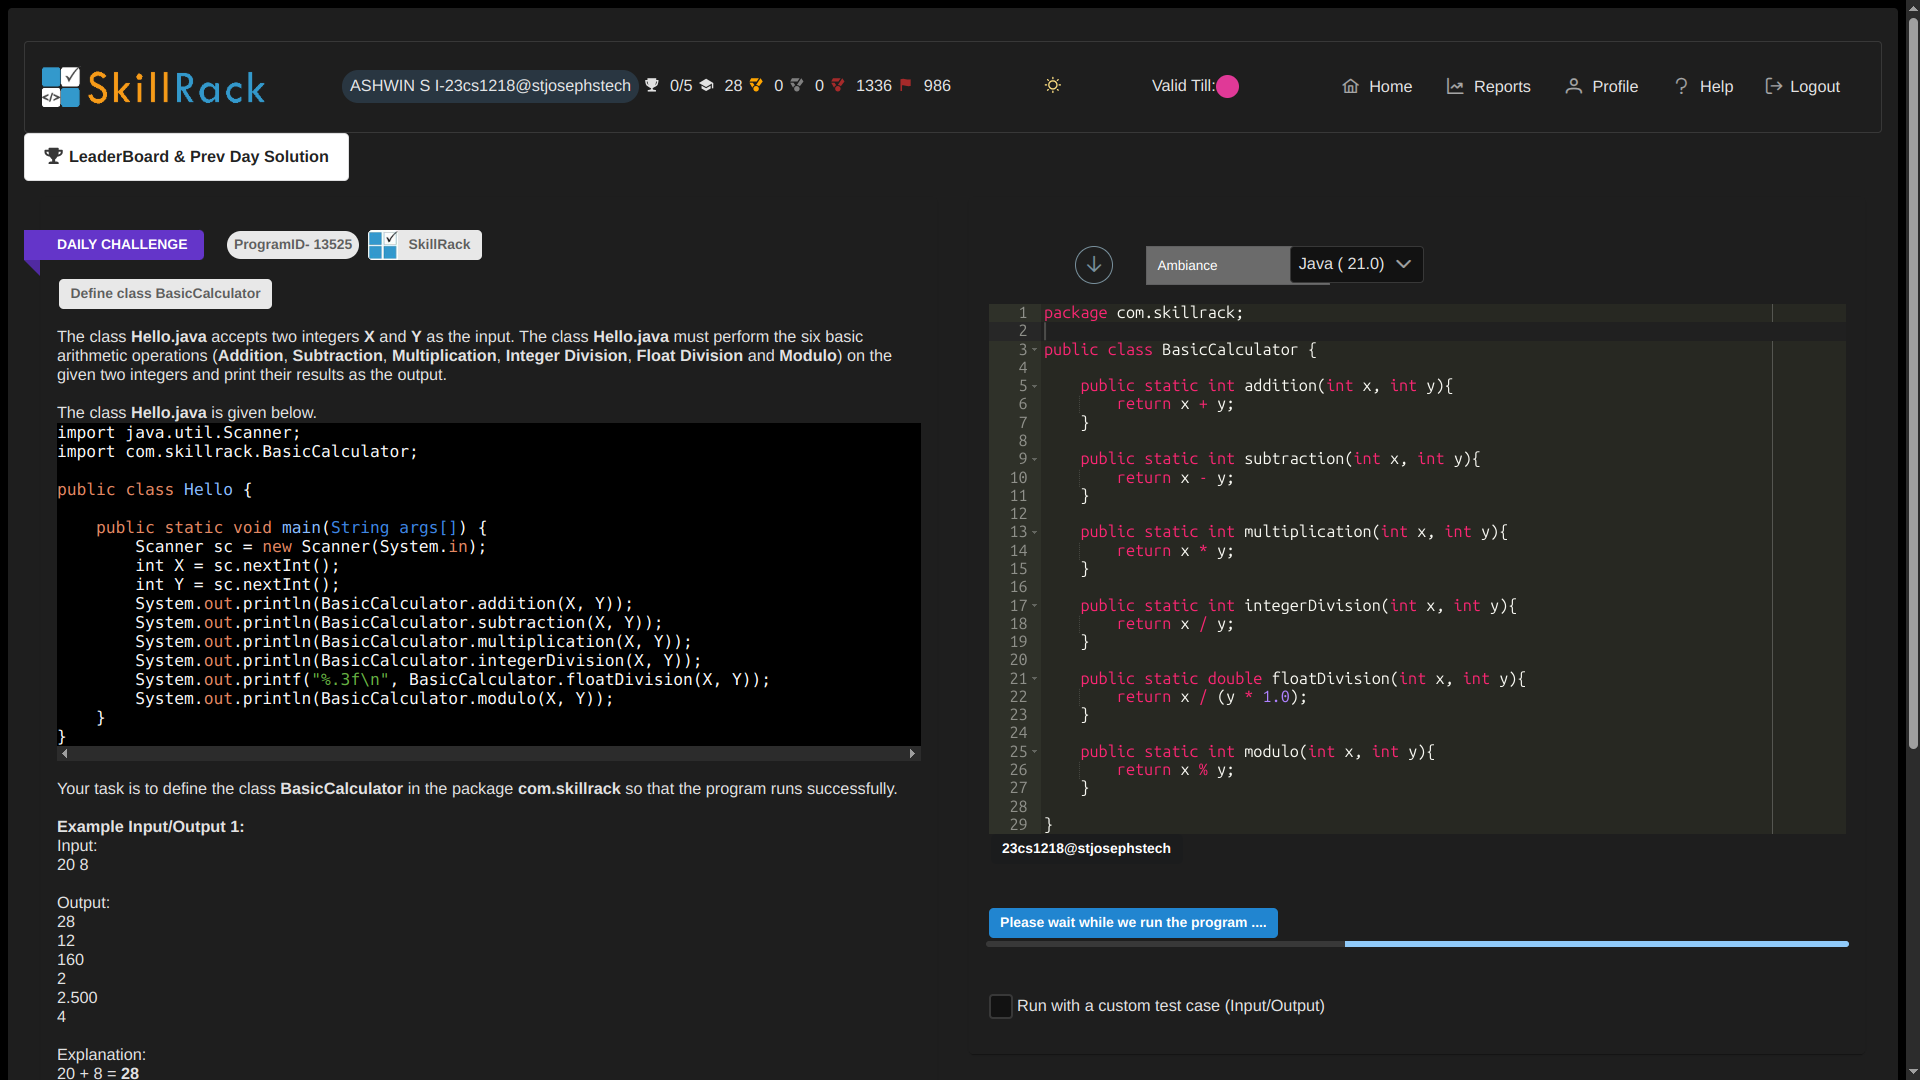 SkillRack
ASHWIN S I-23cs1218@stjosephstech 0/5 28 0 0 1336 986
Valid Till:
Home Reports Profile ? Help Logout
LeaderBoard & Prev Day Solution
DAILY CHALLENGE ProgramID- 13525 SkillRack
Define class BasicCalculator
The class Hello.java accepts two integers X and Y as the input. The class Hello.java must perform the six basic
arithmetic operations (Addition, Subtraction, Multiplication, Integer Division, Float Division and Modulo) on the
given two integers and print their results as the output.
The class Hello.java is given below.
import java.util.Scanner;
import com.skillrack.BasicCalculator;
public class Hello {
public static void main(String args[]) {
Scanner sc = new Scanner(System.in);
int X = sc.nextInt();
int Y = sc.nextInt();
System.out.println(BasicCalculator.addition(X, Y));
System.out.println(BasicCalculator.subtraction(X, Y));
System.out.println(BasicCalculator.multiplication(X, Y));
System.out.println(BasicCalculator.integerDivision(X, Y));
System.out.printf("%.3f\n", BasicCalculator.floatDivision(X, Y));
System.out.println(BasicCalculator.modulo(X, Y));
}
}
Your task is to define the class BasicCalculator in the package com.skillrack so that the program runs successfully.
Example Input/Output 1:
Input:
20 8
Output:
28
12
160
2
2.500
4
Explanation:
20 + 8 = 28
Ambiance
Java ( 21.0)
1 package com.skillrack;
2
3 public class BasicCalculator {
4
5 public static int addition(int x, int y){
6 return x + y;
7 }
8
9 public static int subtraction(int x, int y){
10 return x - y;
11 }
12
13 public static int multiplication(int x, int y){
14 return x * y;
15 }
16
17 public static int integerDivision(int x, int y){
18 return x / y;
19 }
20
21 public static double floatDivision(int x, int y){
22 return x / (y * 1.0);
23 }
24
25 public static int modulo(int x, int y){
26 return x % y;
27 }
28
29 }
23cs1218@stjosephstech
Please wait while we run the program ....
Run with a custom test case (Input/Output)